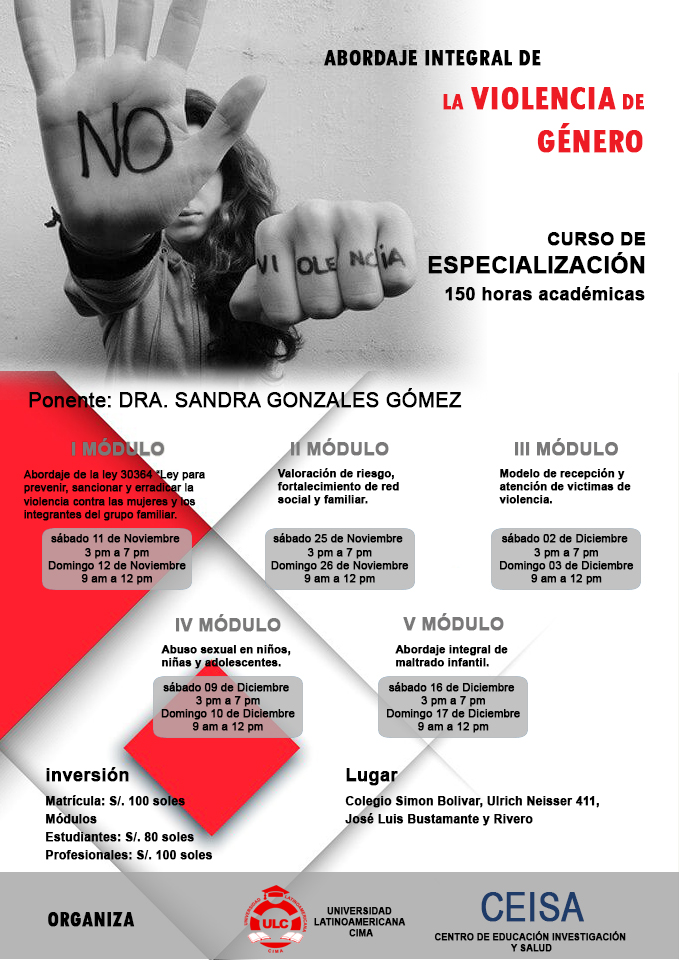 ABORDAJE INTEGRAL DE
LA VIOLENCIA DE
GÉNERO
NO
VIOLENCIA
CURSO DE
ESPECIALIZACIÓN
150 horas académicas
Ponente: DRA. SANDRA GONZALES GÓMEZ
I MÓDULO
Abordaje de la ley 30364 "Ley para
prevenir, sancionar y erradicar la
violencia contra las mujeres y los
integrantes del grupo familiar.
sábado 11 de Noviembre
3 pm a 7 pm
Domingo 12 de Noviembre
9 am a 12 pm
II MÓDULO
Valoración de riesgo,
fortalecimiento de red
social y familiar.
sábado 25 de Noviembre
3 pm a 7 pm
Domingo 26 de Noviembre
9 am a 12 pm
III MÓDULO
Modelo de recepción y
atención de victimas de
violencia.
sábado 02 de Diciembre
3 pm a 7 pm
Domingo 03 de Diciembre
9 am a 12 pm
IV MÓDULO
Abuso sexual en niños,
niñas y adolescentes.
sábado 09 de Diciembre
3 pm a 7 pm
Domingo 10 de Diciembre
9 am a 12 pm
V MÓDULO
Abordaje integral de
maltrado infantil.
sábado 16 de Diciembre
3 pm a 7 pm
Domingo 17 de Diciembre
9 am a 12 pm
inversión
Matrícula: S/. 100 soles
Módulos
Estudiantes: S/. 80 soles
Profesionales: S/. 100 soles
Lugar
Colegio Simon Bolivar, Ulrich Neisser 411,
José Luis Bustamante y Rivero
ORGANIZA
UNIVERSIDAD LATINOAMERICANA
ULC
CIMA
UNIVERSIDAD
LATINOAMERICANA
CIMA
CEISA
CENTRO DE EDUCACIÓN INVESTIGACIÓN
Y SALUD